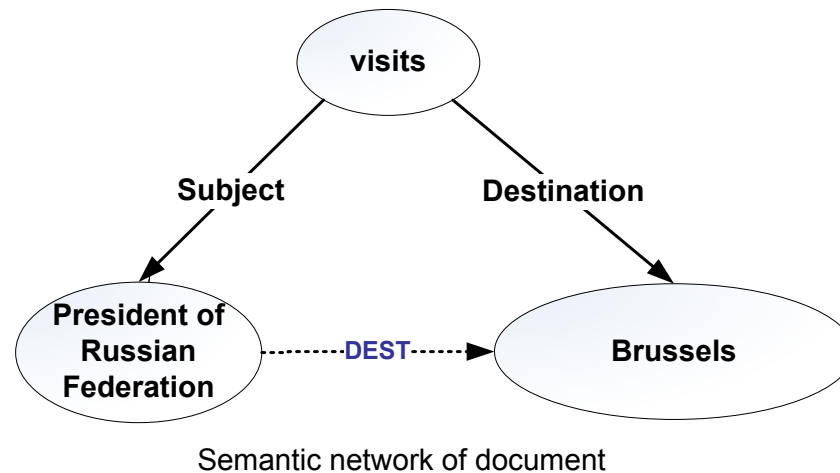 visits
Subject
Destination
President of
Russian
Federation
DEST
Brussels
Semantic network of document